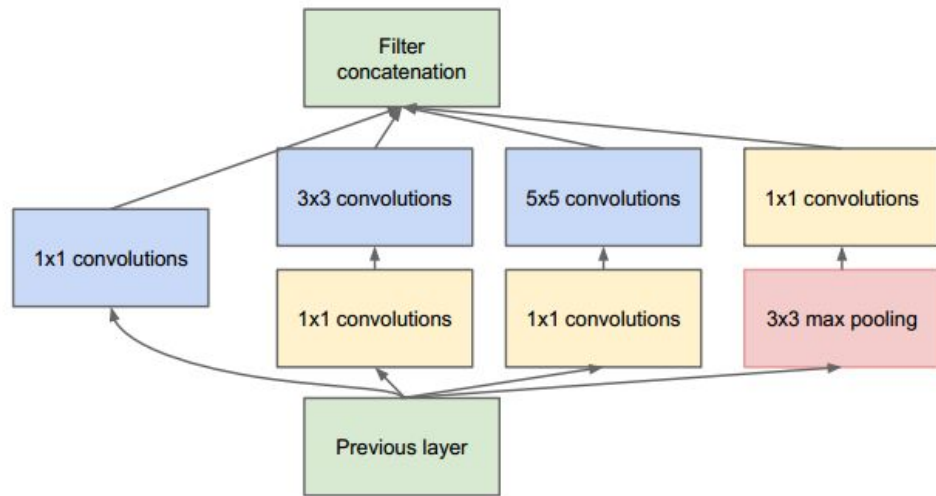 Filter
concatenation
3x3 convolutions
5x5 convolutions
1x1 convolutions
1x1 convolutions
1x1 convolutions
1x1 convolutions
3x3 max pooling
Previous layer